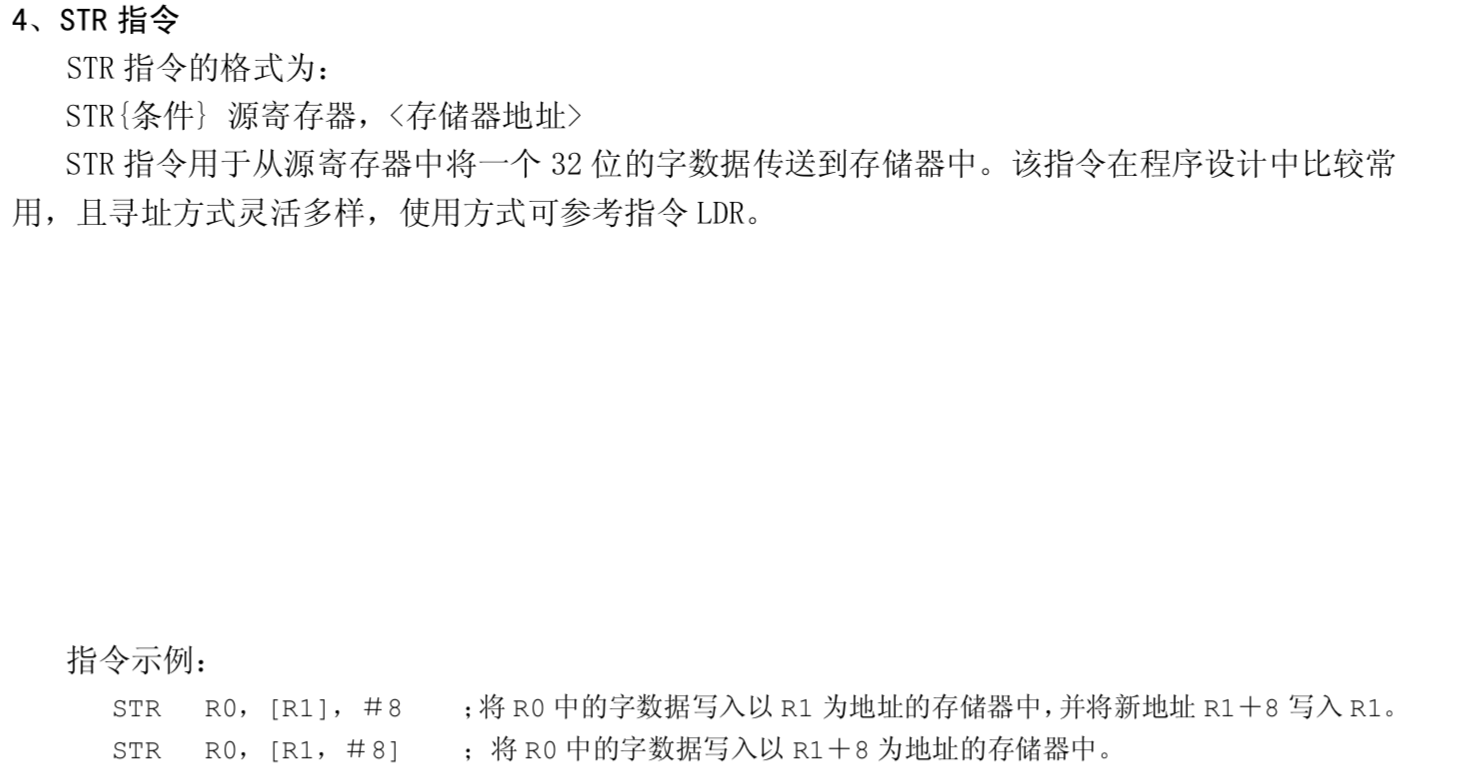 4、STR 指令
STR 指令的格式为：
STR{条件} 源寄存器，<存储器地址>
STR 指令用于从源寄存器中将一个 32 位的字数据传送到存储器中。该指令在程序设计中比较常
用，且寻址方式灵活多样，使用方式可参考指令 LDR。
指令示例：
STR R0，[R1]，＃8 ；将 R0 中的字数据写入以 R1 为地址的存储器中，并将新地址 R1＋8 写入 R1。
STR R0，[R1，＃8] ；将 R0 中的字数据写入以 R1＋8 为地址的存储器中。